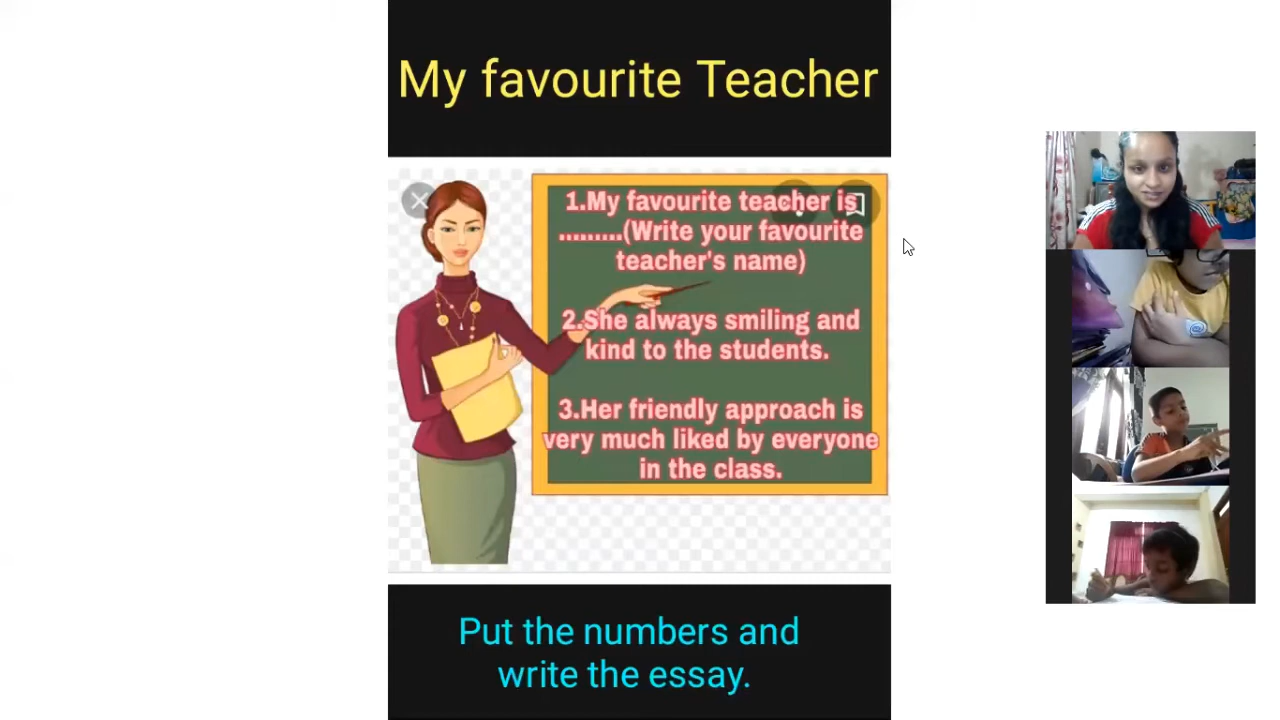 My favourite Teacher
1.My favourite teacher is
.........(Write your favourite
teacher's name)
2.She always smiling and
kind to the students.
3.Her friendly approach is
very much liked by everyone
in the class.
Put the numbers and
write the essay.